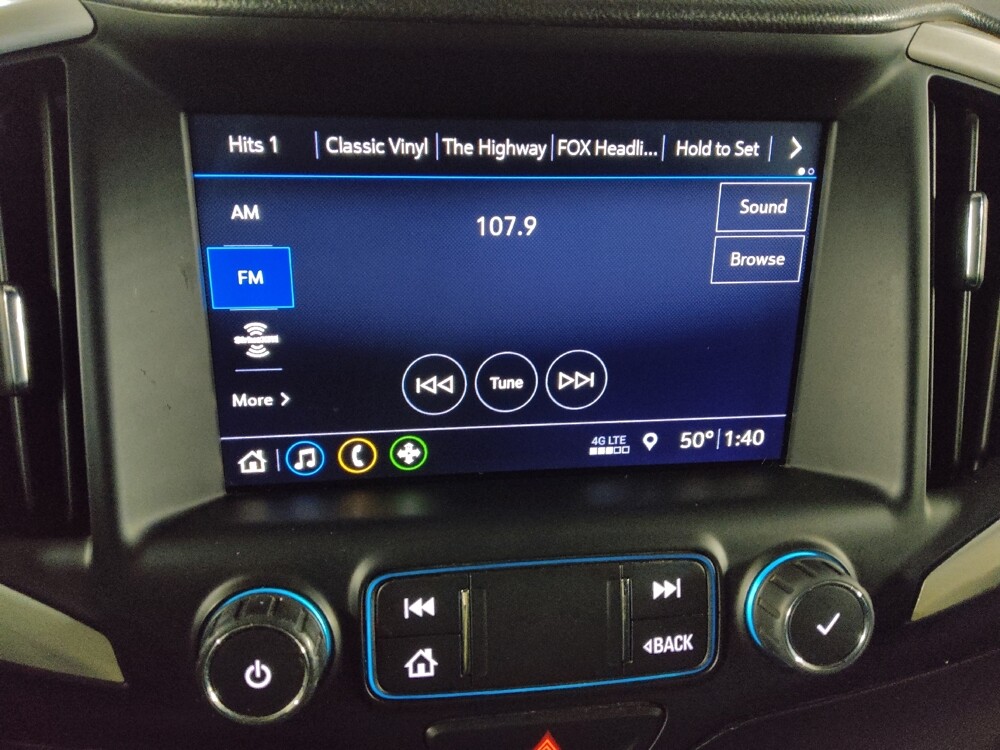 Hits 1 Classic Vinyl The Highway FOX Headli... Hold to Set
AM
107.9
Sound
FM
Browse
SiriusXM
More
Tune
4G LTE
50° 1:40
BACK